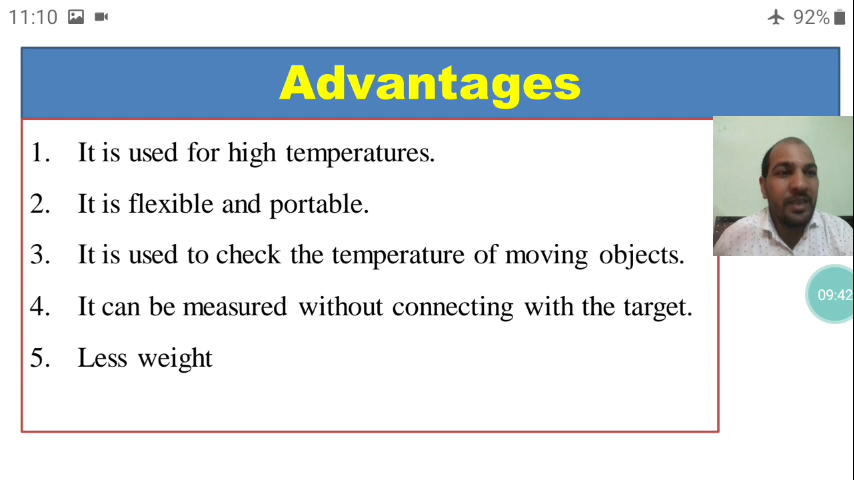 11:10 92%
Advantages
1. It is used for high temperatures.
2. It is flexible and portable.
3. It is used to check the temperature of moving objects.
4. It can be measured without connecting with the target.
5. Less weight
09:42